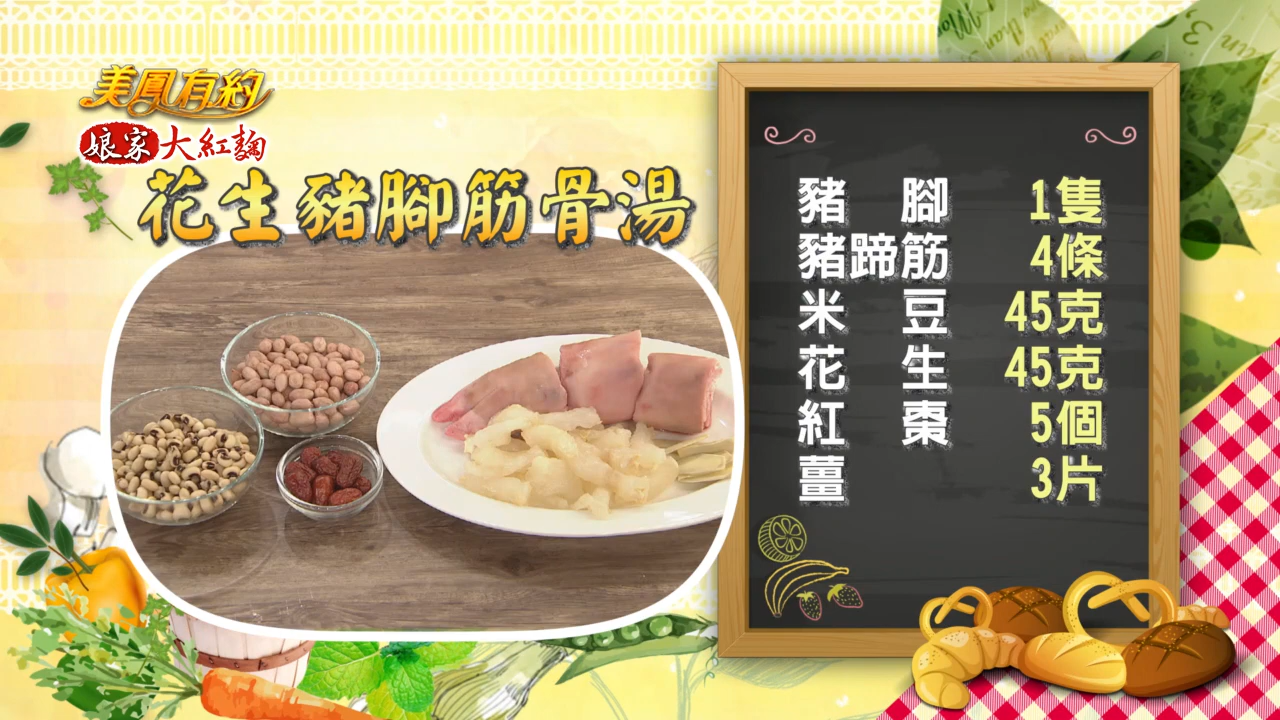 美鳳有約
娘家大紅麴
花生豬腳筋骨湯
豬腳 1隻
豬蹄筋 4條
米豆 45克
花生 45克
紅棗 5個
薑 3片